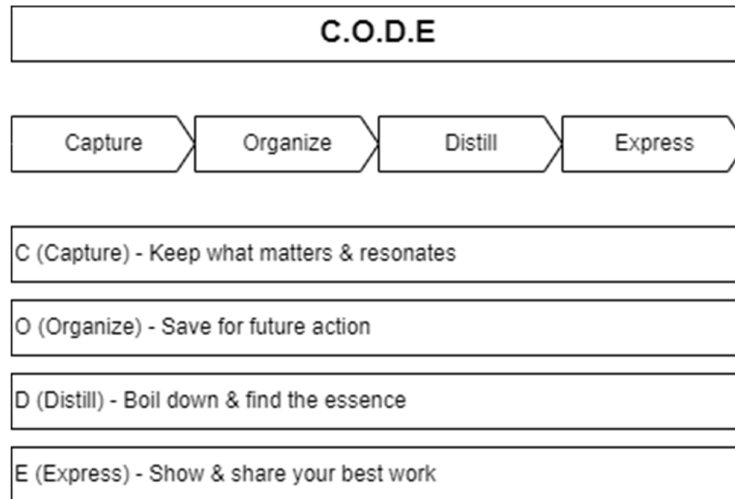 C.O.D.E
Capture Organize Distill Express
C (Capture) - Keep what matters & resonates
O (Organize) - Save for future action
D (Distill) - Boil down & find the essence
E (Express) - Show & share your best work